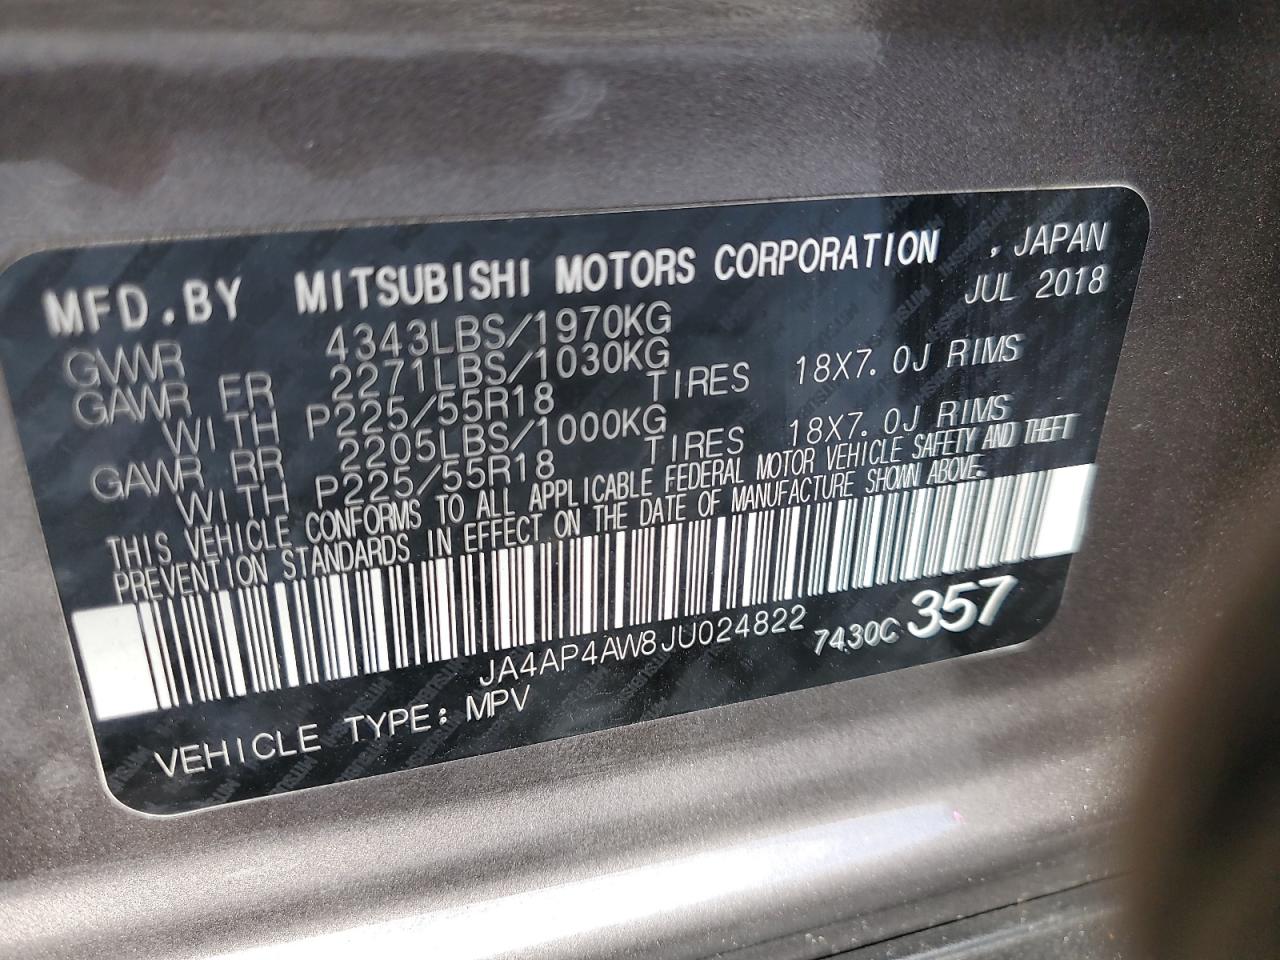 MFD.BY MITSUBISHI MOTORS CORPORATION , JAPAN
JUL 2018
GVWR 4343LBS/1970KG
GAWR FR 2271LBS/1030KG
WITH P225/55R18 TIRES 18X7.0J RIMS
GAWR RR 2205LBS/1000KG
WITH P225/55R18 TIRES 18X7.0J RIMS
THIS VEHICLE CONFORMS TO ALL APPLICABLE FEDERAL MOTOR VEHICLE SAFETY AND THEFT
PREVENTION STANDARDS IN EFFECT ON THE DATE OF MANUFACTURE SHOWN ABOVE.
JA4AP4AW8JU024822 7430C 357
VEHICLE TYPE: MPV